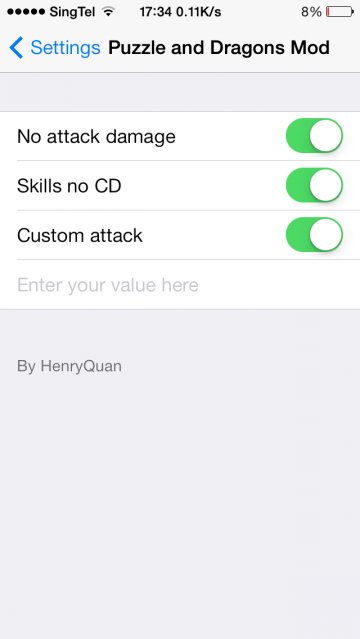 SingTel 17:34 0.11K/s 8%
Settings Puzzle and Dragons Mod
No attack damage
Skills no CD
Custom attack
Enter your value here
By HenryQuan